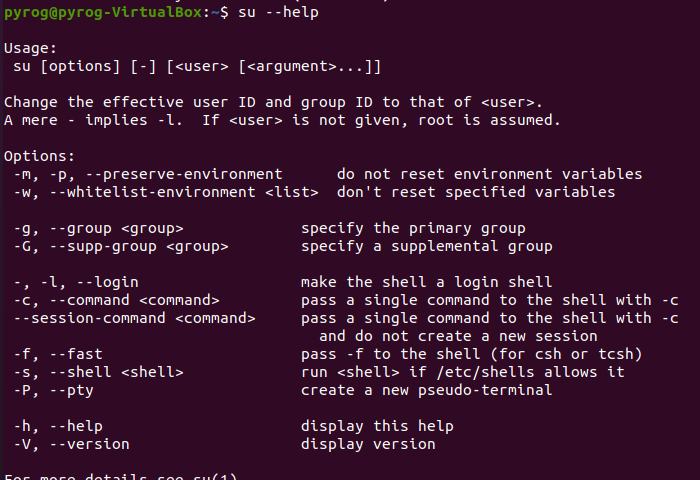 pyrog@pyrog-VirtualBox:~$ su --help
Usage:
su [options] [-] [<user> [<argument>...]]
Change the effective user ID and group ID to that of <user>.
A mere - implies -l.  If <user> is not given, root is assumed.
Options:
-m, -p, --preserve-environment      do not reset environment variables
-w, --whitelist-environment <list>  don't reset specified variables
-g, --group <group>             specify the primary group
-G, --supp-group <group>        specify a supplemental group
-, -l, --login                  make the shell a login shell
-c, --command <command>         pass a single command to the shell with -c
--session-command <command>     pass a single command to the shell with -c
and do not create a new session
-f, --fast                      pass -f to the shell (for csh or tcsh)
-s, --shell <shell>             run <shell> if /etc/shells allows it
-P, --pty                       create a new pseudo-terminal
-h, --help                      display this help
-V, --version                   display version
For more details see su(1).